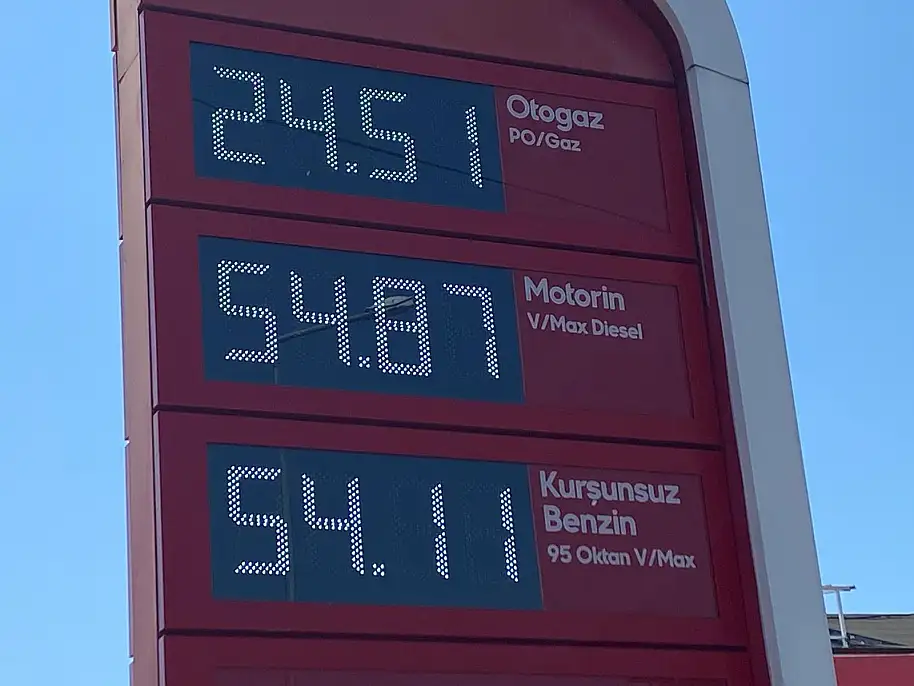 24.51 Otogaz
PO/Gaz
54.87 Motorin
V/Max Diesel
54.11 Kurşunsuz
Benzin
95 Oktan V/Max